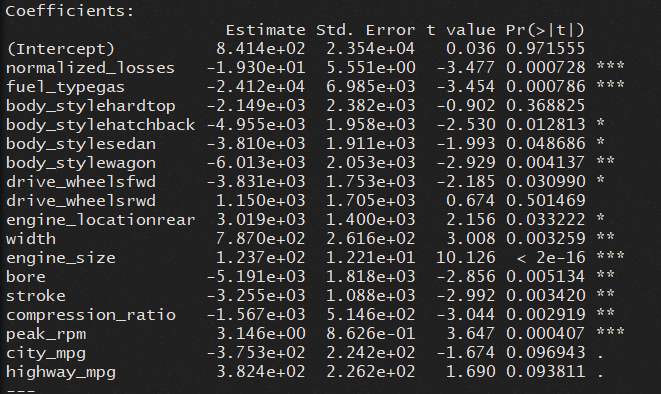 Coefficients:
Estimate Std. Error t value Pr(>|t|)
(Intercept) 8.414e+02 2.354e+04 0.036 0.971555
normalized_losses -1.930e+01 5.551e+00 -3.477 0.000728 ***
fuel_typegas -2.412e+04 6.985e+03 -3.454 0.000786 ***
body_stylehardtop -2.149e+03 2.382e+03 -0.902 0.368825
body_stylehatchback -4.955e+03 1.958e+03 -2.530 0.012813 *
body_stylesedan -3.810e+03 1.911e+03 -1.993 0.048686 *
body_stylewagon -6.013e+03 2.053e+03 -2.929 0.004137 **
drive_wheelsfwd -3.831e+03 1.753e+03 -2.185 0.030990 *
drive_wheelsrwd 1.150e+03 1.705e+03 0.674 0.501469
engine_locationrear 3.019e+03 1.400e+03 2.156 0.033222 *
width 7.870e+02 2.616e+02 3.008 0.003259 **
engine_size 1.237e+02 1.221e+01 10.126 < 2e-16 ***
bore -5.191e+03 1.818e+03 -2.856 0.005134 **
stroke -3.255e+03 1.088e+03 -2.992 0.003420 **
compression_ratio -1.567e+03 5.146e+02 -3.044 0.002919 **
peak_rpm 3.146e+00 8.626e-01 3.647 0.000407 ***
city_mpg -3.753e+02 2.242e+02 -1.674 0.096943 .
highway_mpg 3.824e+02 2.262e+02 1.690 0.093811 .
---